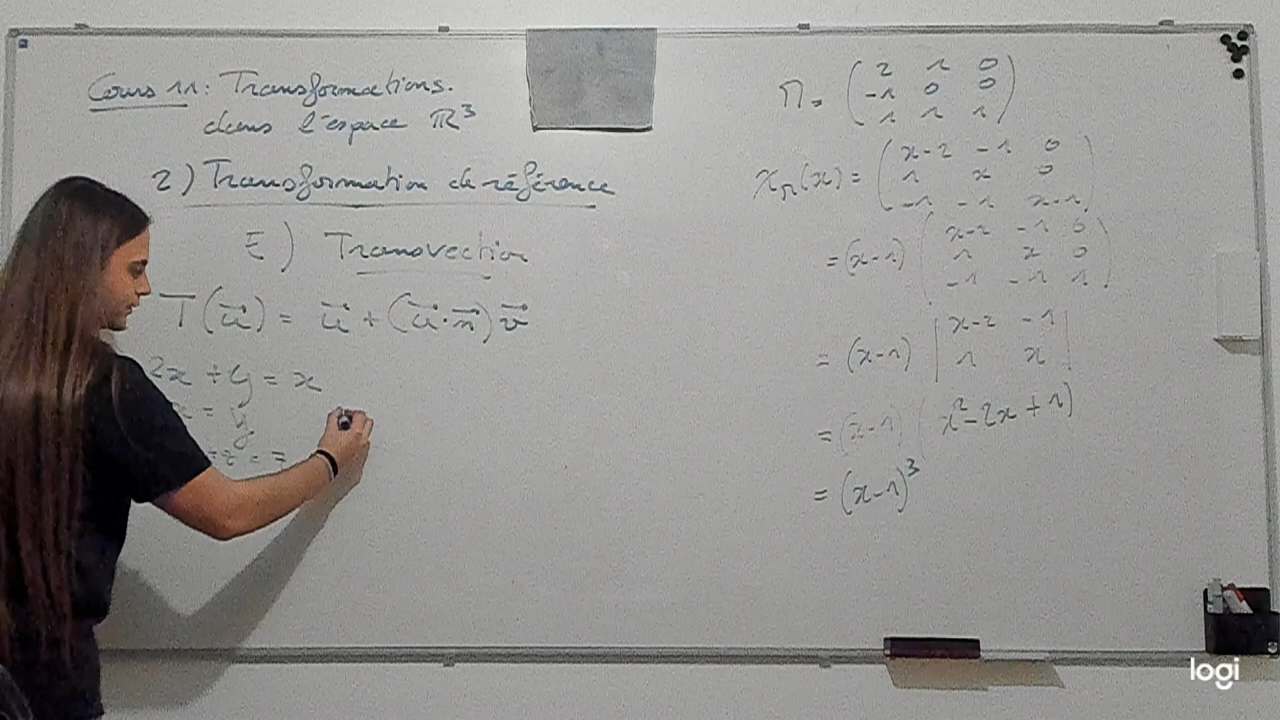 Cours 11: Transformations.
dans l'espace ℝ³
2) Transformation de référence
E) Transvection
T(u⃗) = u⃗ + (u⃗·n⃗)v⃗
2x + y = x
x = y
+z = z
M = ( 2 1 0
-1 0 0
1 1 1 )
χ_M(x) = ( x-2 -1 0
1 x 0
-1 -1 x-1 )
= (x-1) ( x-2 -1 0
1 x 0
-1 -1 1 )
= (x-1) | x-2 -1
1 x |
= (x-1) ( x²-2x+1)
= (x-1)³
logi